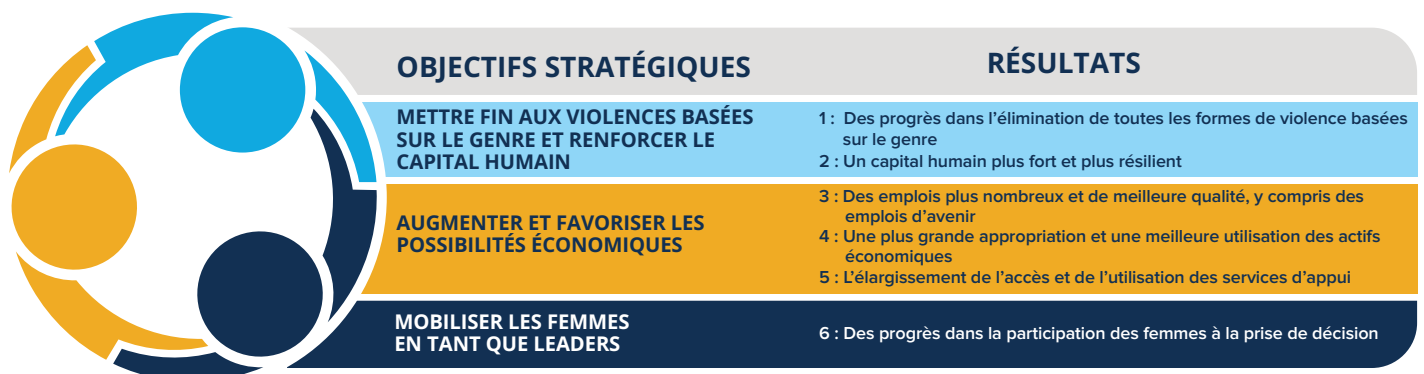 OBJECTIFS STRATÉGIQUES
RÉSULTATS
METTRE FIN AUX VIOLENCES BASÉES
SUR LE GENRE ET RENFORCER LE
CAPITAL HUMAIN
1 : Des progrès dans l’élimination de toutes les formes de violence basées
sur le genre
2 : Un capital humain plus fort et plus résilient
AUGMENTER ET FAVORISER LES
POSSIBILITÉS ÉCONOMIQUES
3 : Des emplois plus nombreux et de meilleure qualité, y compris des
emplois d’avenir
4 : Une plus grande appropriation et une meilleure utilisation des actifs
économiques
5 : L’élargissement de l’accès et de l’utilisation des services d’appui
MOBILISER LES FEMMES
EN TANT QUE LEADERS
6 : Des progrès dans la participation des femmes à la prise de décision